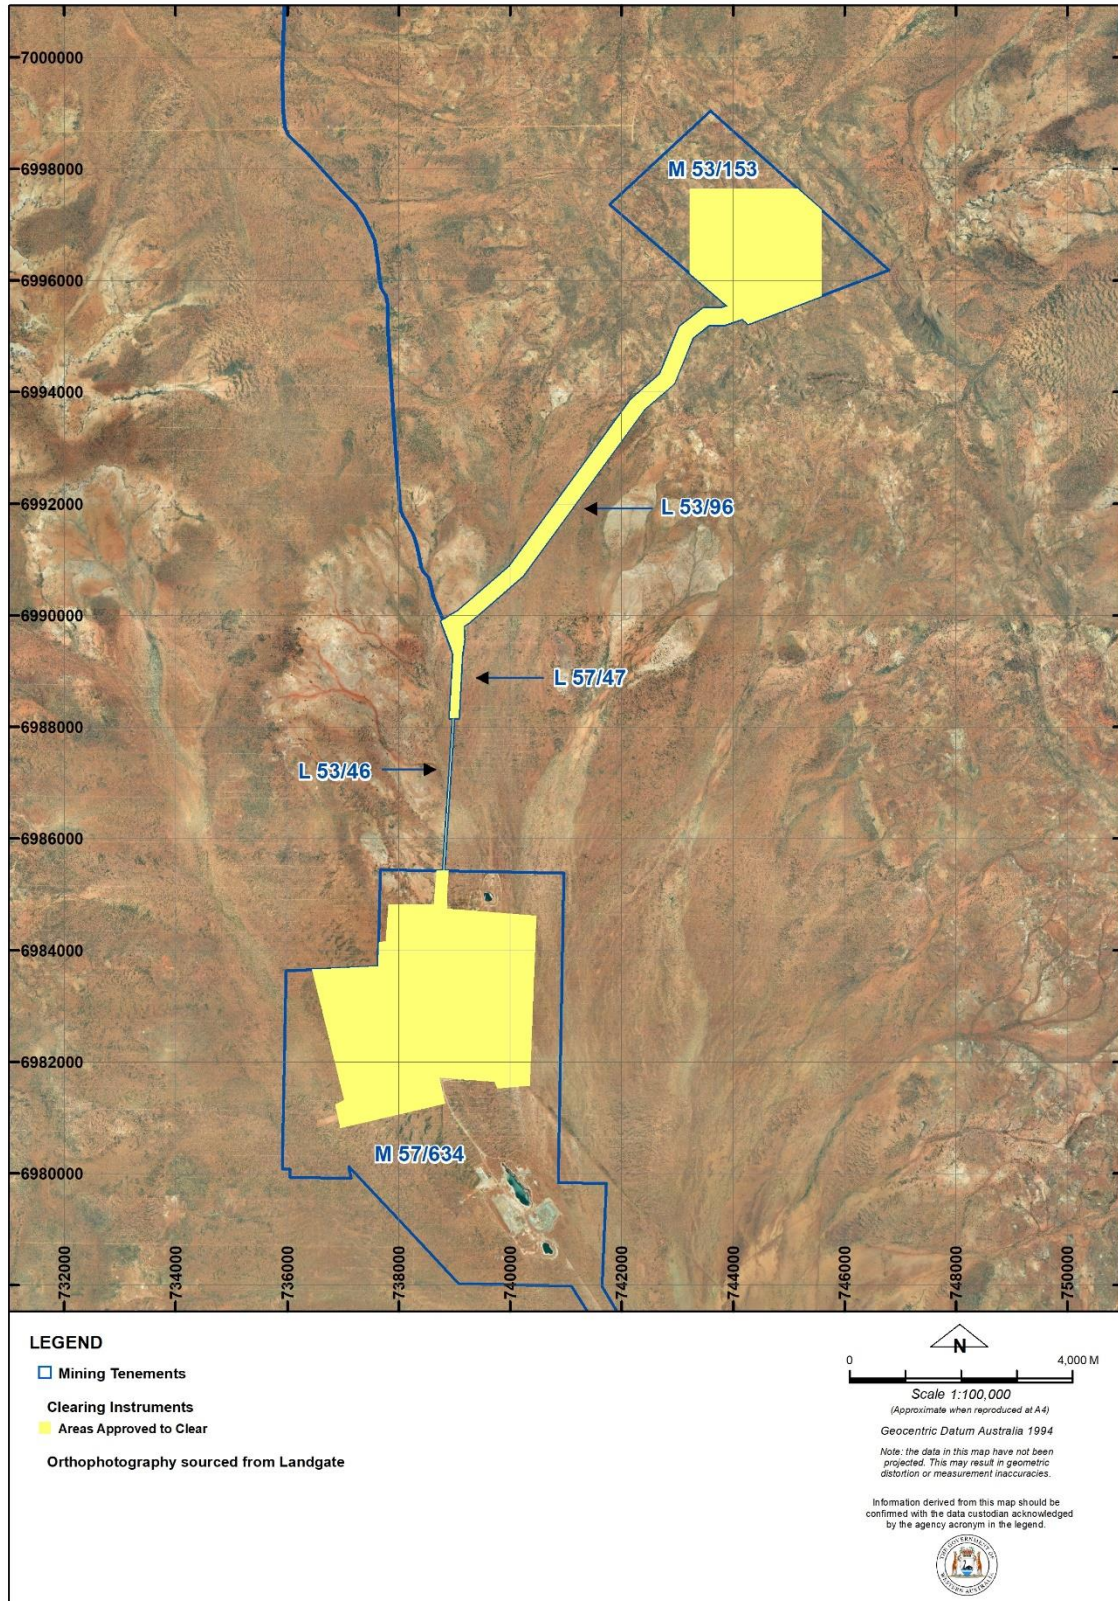 7000000
6998000
M 53/153
6996000
6994000
6992000
L 53/96
6990000
L 57/47
6988000
L 53/46
6986000
6984000
6982000
M 57/634
6980000
732000
734000
736000
738000
740000
742000
744000
746000
748000
750000
LEGEND
Mining Tenements
Clearing Instruments
Areas Approved to Clear
Orthophotography sourced from Landgate
N
0 4,000 M
Scale 1:100,000
(Approximate when reproduced at A4)
Geocentric Datum Australia 1994
Note: the data in this map have not been
projected. This may result in geometric
distortion or measurement inaccuracies.
Information derived from this map should be
confirmed with the data custodian acknowledged
by the agency acronym in the legend.
THE GOVERNMENT OF
WESTERN AUSTRALIA